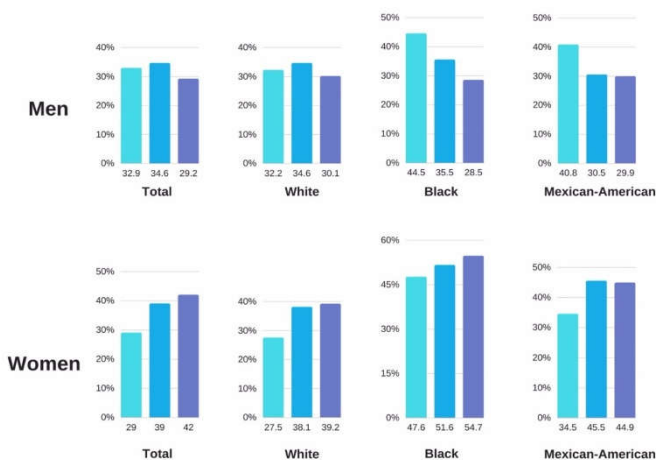 Men
40%
30%
20%
10%
0%
32.9 34.6 29.2
Total
40%
30%
20%
10%
0%
32.2 34.6 30.1
White
50%
40%
30%
20%
10%
0%
44.5 35.5 28.5
Black
50%
40%
30%
20%
10%
0%
40.8 30.5 29.9
Mexican-American
Women
50%
40%
30%
20%
10%
0%
29 39 42
Total
40%
30%
20%
10%
0%
27.5 38.1 39.2
White
60%
45%
30%
15%
0%
47.6 51.6 54.7
Black
50%
40%
30%
20%
10%
0%
34.5 45.5 44.9
Mexican-American